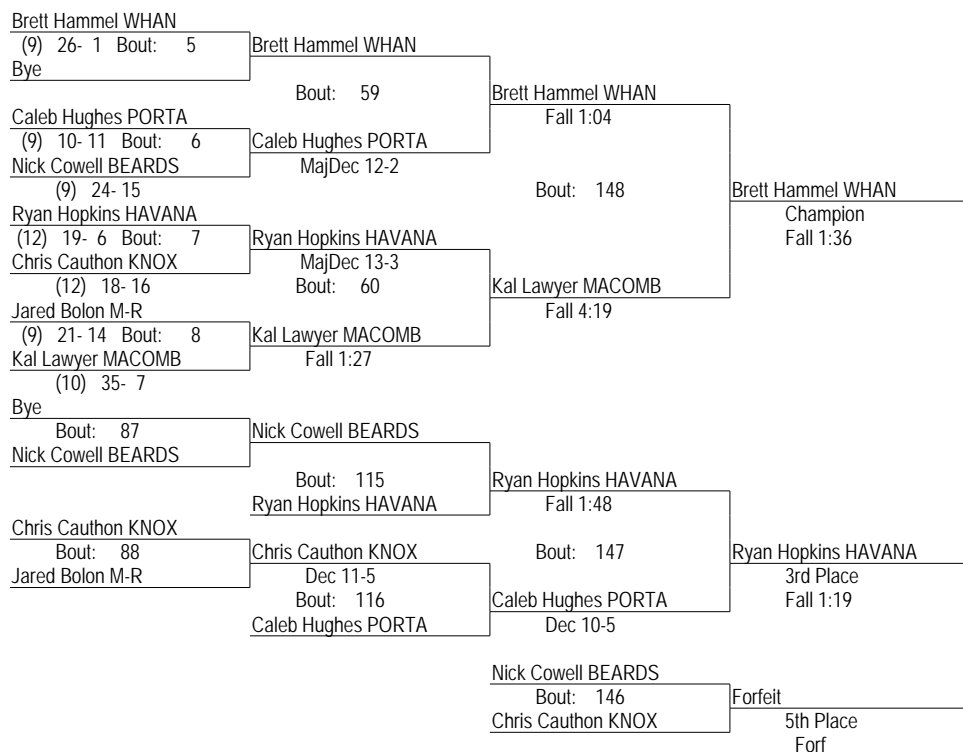 Brett Hammel WHAN
(9) 26- 1 Bout: 5
Bye
Brett Hammel WHAN
Bout: 59
Caleb Hughes PORTA
(9) 10- 11 Bout: 6
Nick Cowell BEARDS
(9) 24- 15
Caleb Hughes PORTA
MajDec 12-2
Brett Hammel WHAN
Fall 1:04
Bout: 148
Ryan Hopkins HAVANA
(12) 19- 6 Bout: 7
Chris Cauthon KNOX
(12) 18- 16
Ryan Hopkins HAVANA
MajDec 13-3
Bout: 60
Jared Bolon M-R
(9) 21- 14 Bout: 8
Kal Lawyer MACOMB
(10) 35- 7
Kal Lawyer MACOMB
Fall 1:27
Kal Lawyer MACOMB
Fall 4:19
Brett Hammel WHAN
Champion
Fall 1:36
Bye
Bout: 87
Nick Cowell BEARDS
Nick Cowell BEARDS
Bout: 115
Ryan Hopkins HAVANA
Ryan Hopkins HAVANA
Fall 1:48
Bout: 147
Chris Cauthon KNOX
Bout: 88
Jared Bolon M-R
Chris Cauthon KNOX
Dec 11-5
Bout: 116
Caleb Hughes PORTA
Caleb Hughes PORTA
Dec 10-5
Ryan Hopkins HAVANA
3rd Place
Fall 1:19
Nick Cowell BEARDS
Bout: 146
Chris Cauthon KNOX
Forfeit
5th Place
Forf